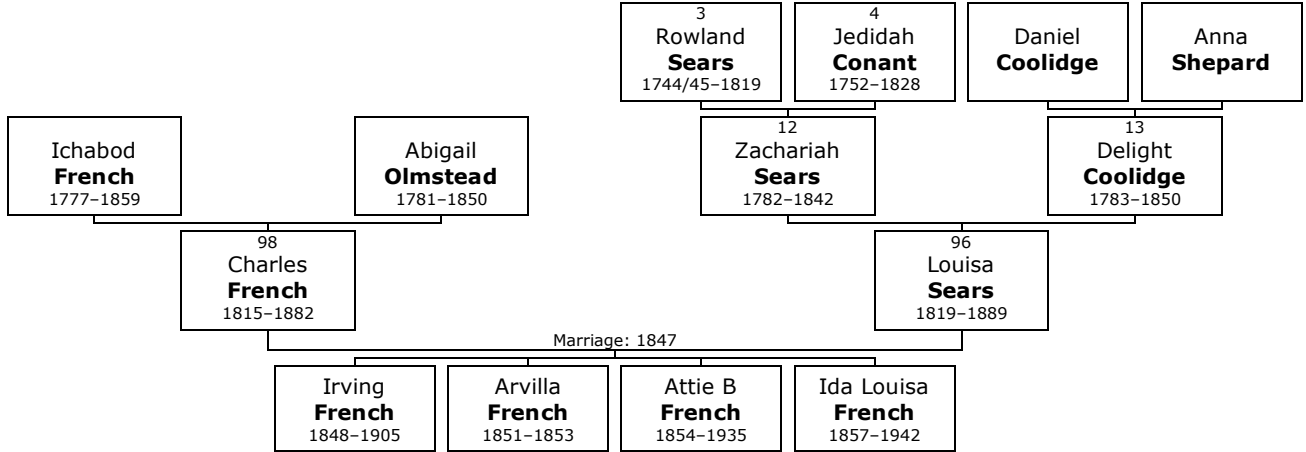 3
Rowland
Sears
1744/45–1819
4
Jedidah
Conant
1752–1828
Daniel
Coolidge
Anna
Shepard
Ichabod
French
1777–1859
Abigail
Olmstead
1781–1850
12
Zachariah
Sears
1782–1842
13
Delight
Coolidge
1783–1850
98
Charles
French
1815–1882
96
Louisa
Sears
1819–1889
Marriage: 1847
Irving
French
1848–1905
Arvilla
French
1851–1853
Attie B
French
1854–1935
Ida Louisa
French
1857–1942